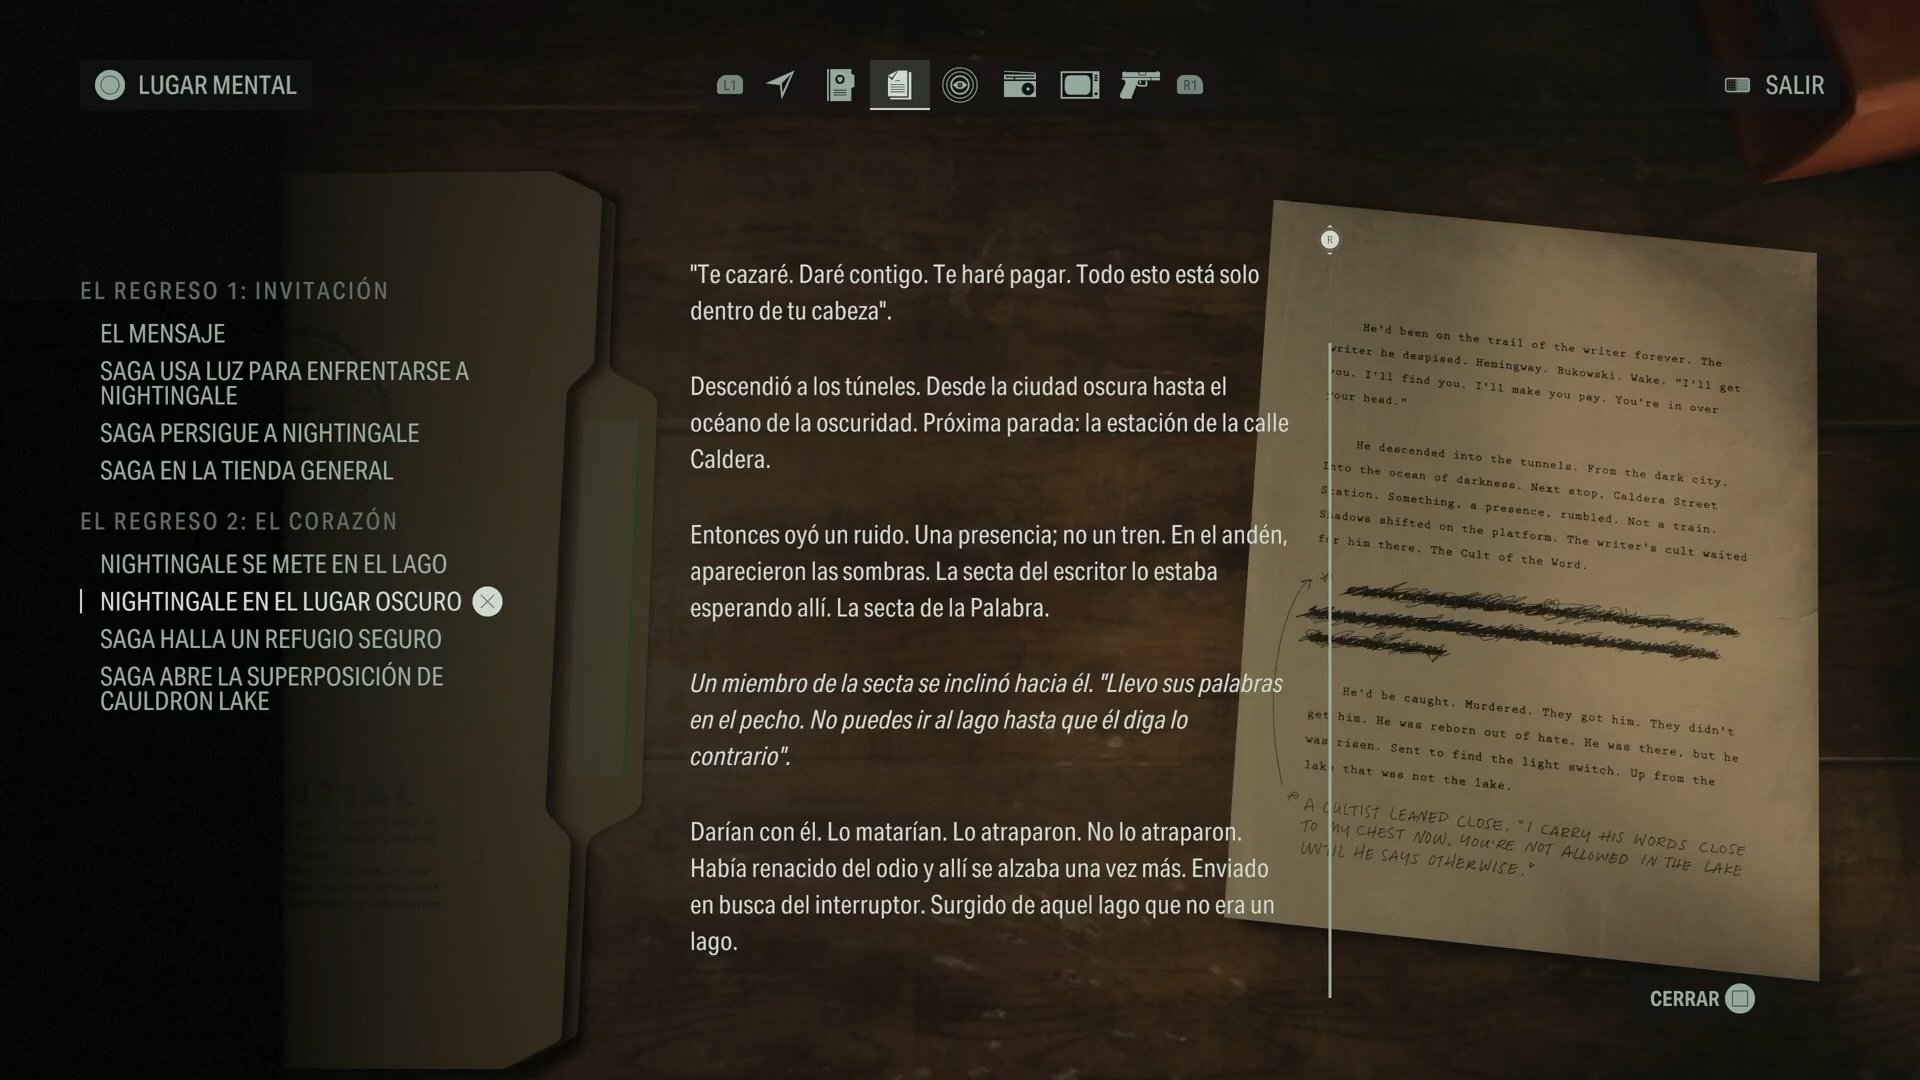 LUGAR MENTAL
L1
R1
SALIR
EL REGRESO 1: INVITACIÓN
EL MENSAJE
SAGA USA LUZ PARA ENFRENTARSE A
NIGHTINGALE
SAGA PERSIGUE A NIGHTINGALE
SAGA EN LA TIENDA GENERAL
EL REGRESO 2: EL CORAZÓN
NIGHTINGALE SE METE EN EL LAGO
NIGHTINGALE EN EL LUGAR OSCURO
SAGA HALLA UN REFUGIO SEGURO
SAGA ABRE LA SUPERPOSICIÓN DE
CAULDRON LAKE
NTIAL
"Te cazaré. Daré contigo. Te haré pagar. Todo esto está solo
dentro de tu cabeza".
Descendió a los túneles. Desde la ciudad oscura hasta el
océano de la oscuridad. Próxima parada: la estación de la calle
Caldera.
Entonces oyó un ruido. Una presencia; no un tren. En el andén,
aparecieron las sombras. La secta del escritor lo estaba
esperando allí. La secta de la Palabra.
Un miembro de la secta se inclinó hacia él. "Llevo sus palabras
en el pecho. No puedes ir al lago hasta que él diga lo
contrario".
Darían con él. Lo matarían. Lo atraparon. No lo atraparon.
Había renacido del odio y allí se alzaba una vez más. Enviado
en busca del interruptor. Surgido de aquel lago que no era un
lago.
R
He'd been on the trail of the writer forever. The
writer he despised. Hemingway. Bukowski. Wake. "I'll get
you. I'll find you. I'll make you pay. You're in over
your head."
He descended into the tunnels. From the dark city.
Into the ocean of darkness. Next stop, Caldera Street
Station. Something, a presence, rumbled. Not a train.
Shadows shifted on the platform. The writer's cult waited
for him there. The Cult of the Word.
He'd be caught. Murdered. They got him. They didn't
get him. He was reborn out of hate. He was there, but he
was risen. Sent to find the light switch. Up from the
lake that was not the lake.
A CULTIST LEANED CLOSE. "I CARRY HIS WORDS CLOSE
TO MY CHEST NOW. YOU'RE NOT ALLOWED IN THE LAKE
UNTIL HE SAYS OTHERWISE."
CERRAR